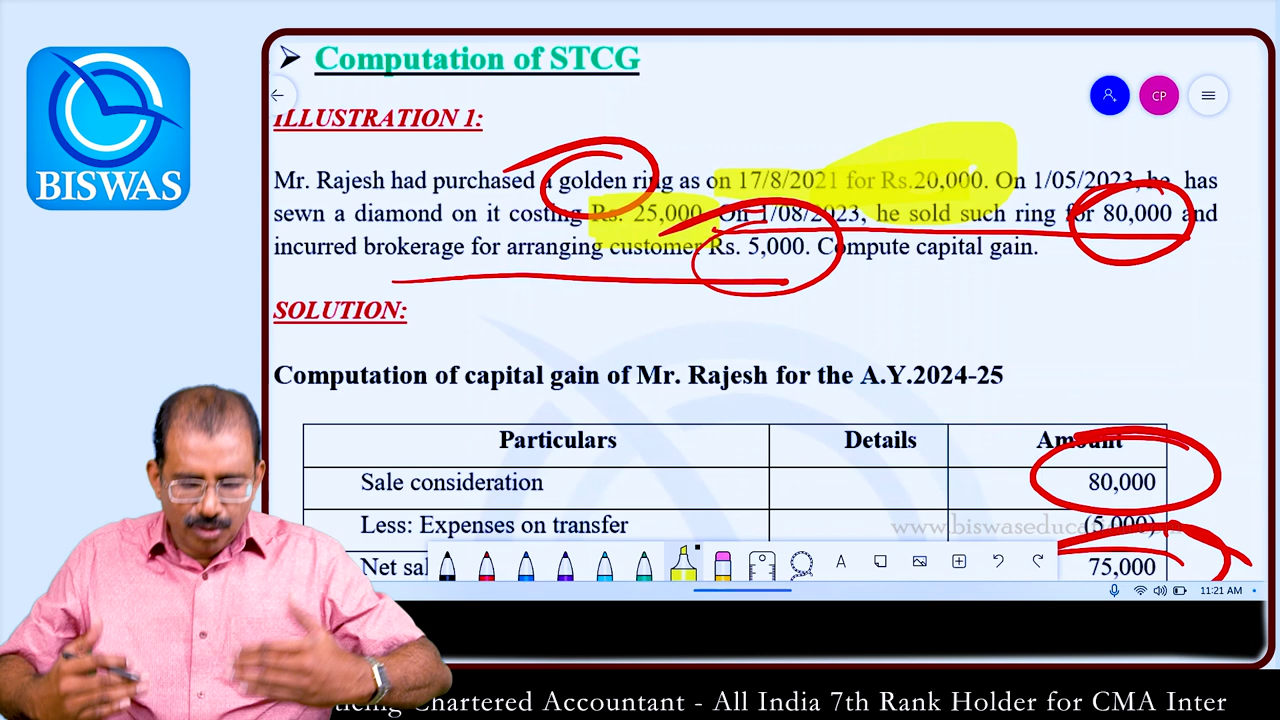 Computation of STCG
ILLUSTRATION 1:
CP
Mr. Rajesh had purchased a golden ring as on 17/8/2021 for Rs.20,000. On 1/05/2023, he has
sewn a diamond on it costing Rs. 25,000. On 1/08/2023, he sold such ring for 80,000 and
incurred brokerage for arranging customer Rs. 5,000. Compute capital gain.
BISWAS
SOLUTION:
Computation of capital gain of Mr. Rajesh for the A.Y.2024-25
Particulars Details Amount
Sale consideration 80,000
Less: Expenses on transfer (5,000)
www.biswaseduca
Net sal 75,000
A
11:21 AM
Chartered Accountant - All India 7th Rank Holder for CMA Inter